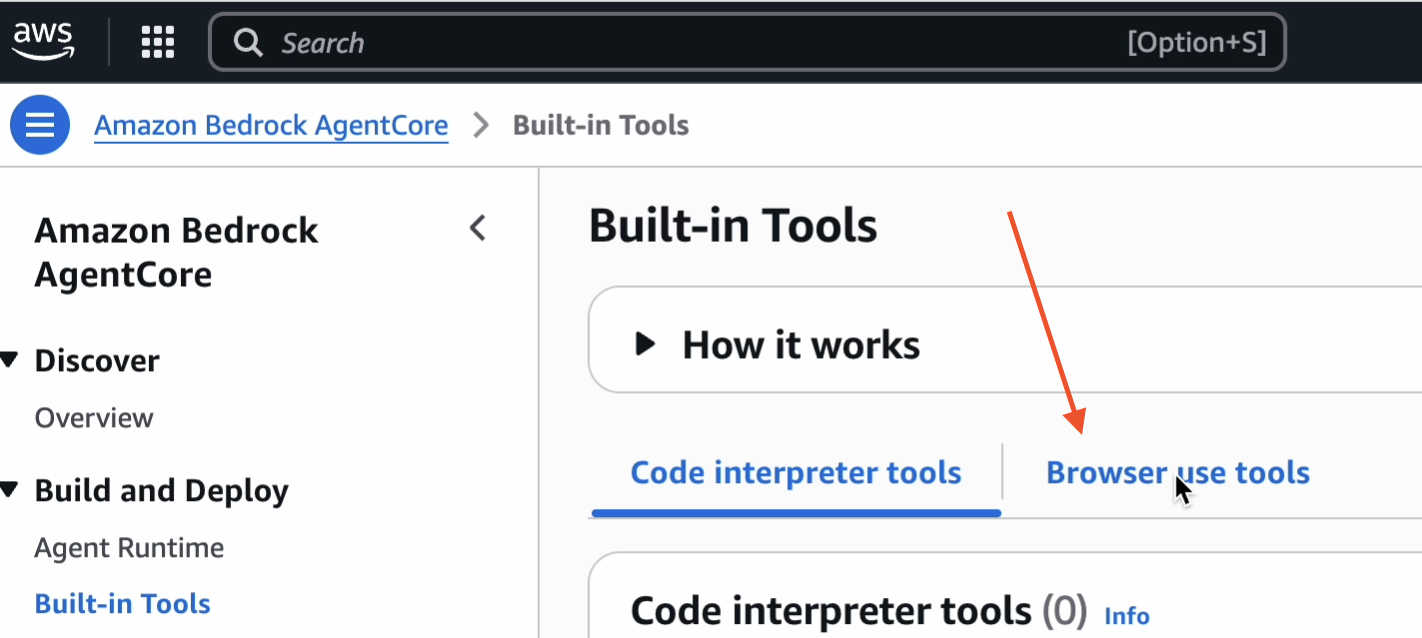 aws
Search
[Option+S]
Amazon Bedrock AgentCore
Built-in Tools
Amazon Bedrock
AgentCore
Discover
Overview
Build and Deploy
Agent Runtime
Built-in Tools
Built-in Tools
How it works
Code interpreter tools
Browser use tools
Code interpreter tools (0) Info